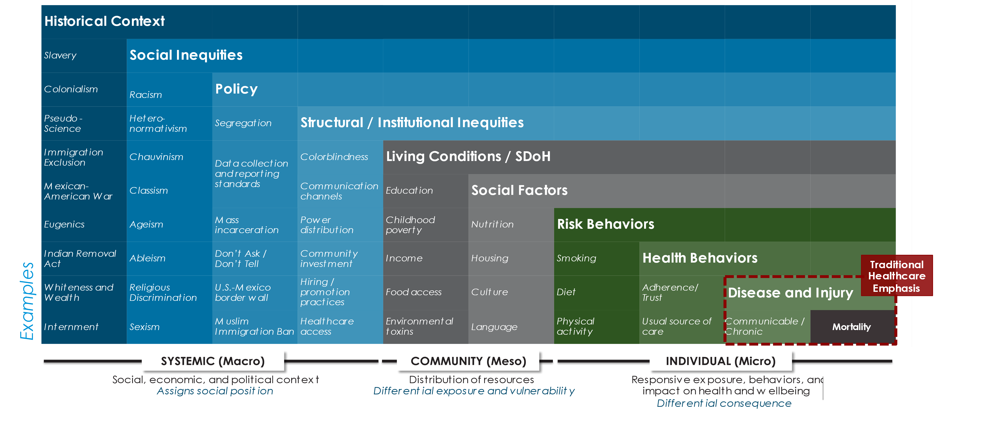 Historical Context
Slavery
Social Inequities
Colonialism
Racism
Policy
Pseudo-
Science
Hetero-
normativism
Segregation
Structural / Institutional Inequities
Immigration
Exclusion
Chauvinism
Data collection
and reporting
standards
Colorblindness
Living Conditions / SDoH
Mexican-
American War
Classism
Communication
channels
Education
Social Factors
Eugenics
Ageism
Mass
incarceration
Power
distribution
Childhood
poverty
Nutrition
Risk Behaviors
Indian Removal
Act
Ableism
Don't Ask /
Don't Tell
Community
investment
Income
Housing
Smoking
Health Behaviors
Traditional
Healthcare
Emphasis
Whiteness and
Wealth
Religious
Discrimination
U.S.-Mexico
border wall
Hiring /
promotion
practices
Food access
Culture
Diet
Adherence/
Trust
Disease and Injury
Internment
Sexism
Muslim
Immigration Ban
Healthcare
access
Environmental
toxins
Language
Physical
activity
Usual source of
care
Communicable /
Chronic
Mortality
Examples
SYSTEMIC (Macro)
Social, economic, and political context
Assigns social position
COMMUNITY (Meso)
Distribution of resources
Differential exposure and vulnerability
INDIVIDUAL (Micro)
Responsive exposure, behaviors, and
impact on health and wellbeing
Differential consequence